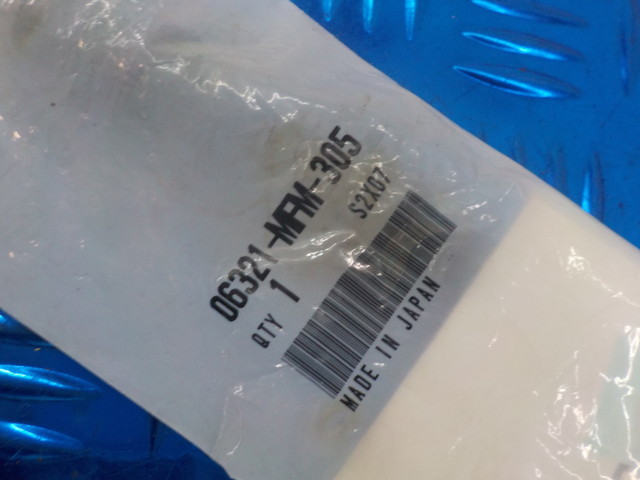 06321-MFM-305
S2X07
QTY 1
MADE IN JAPAN